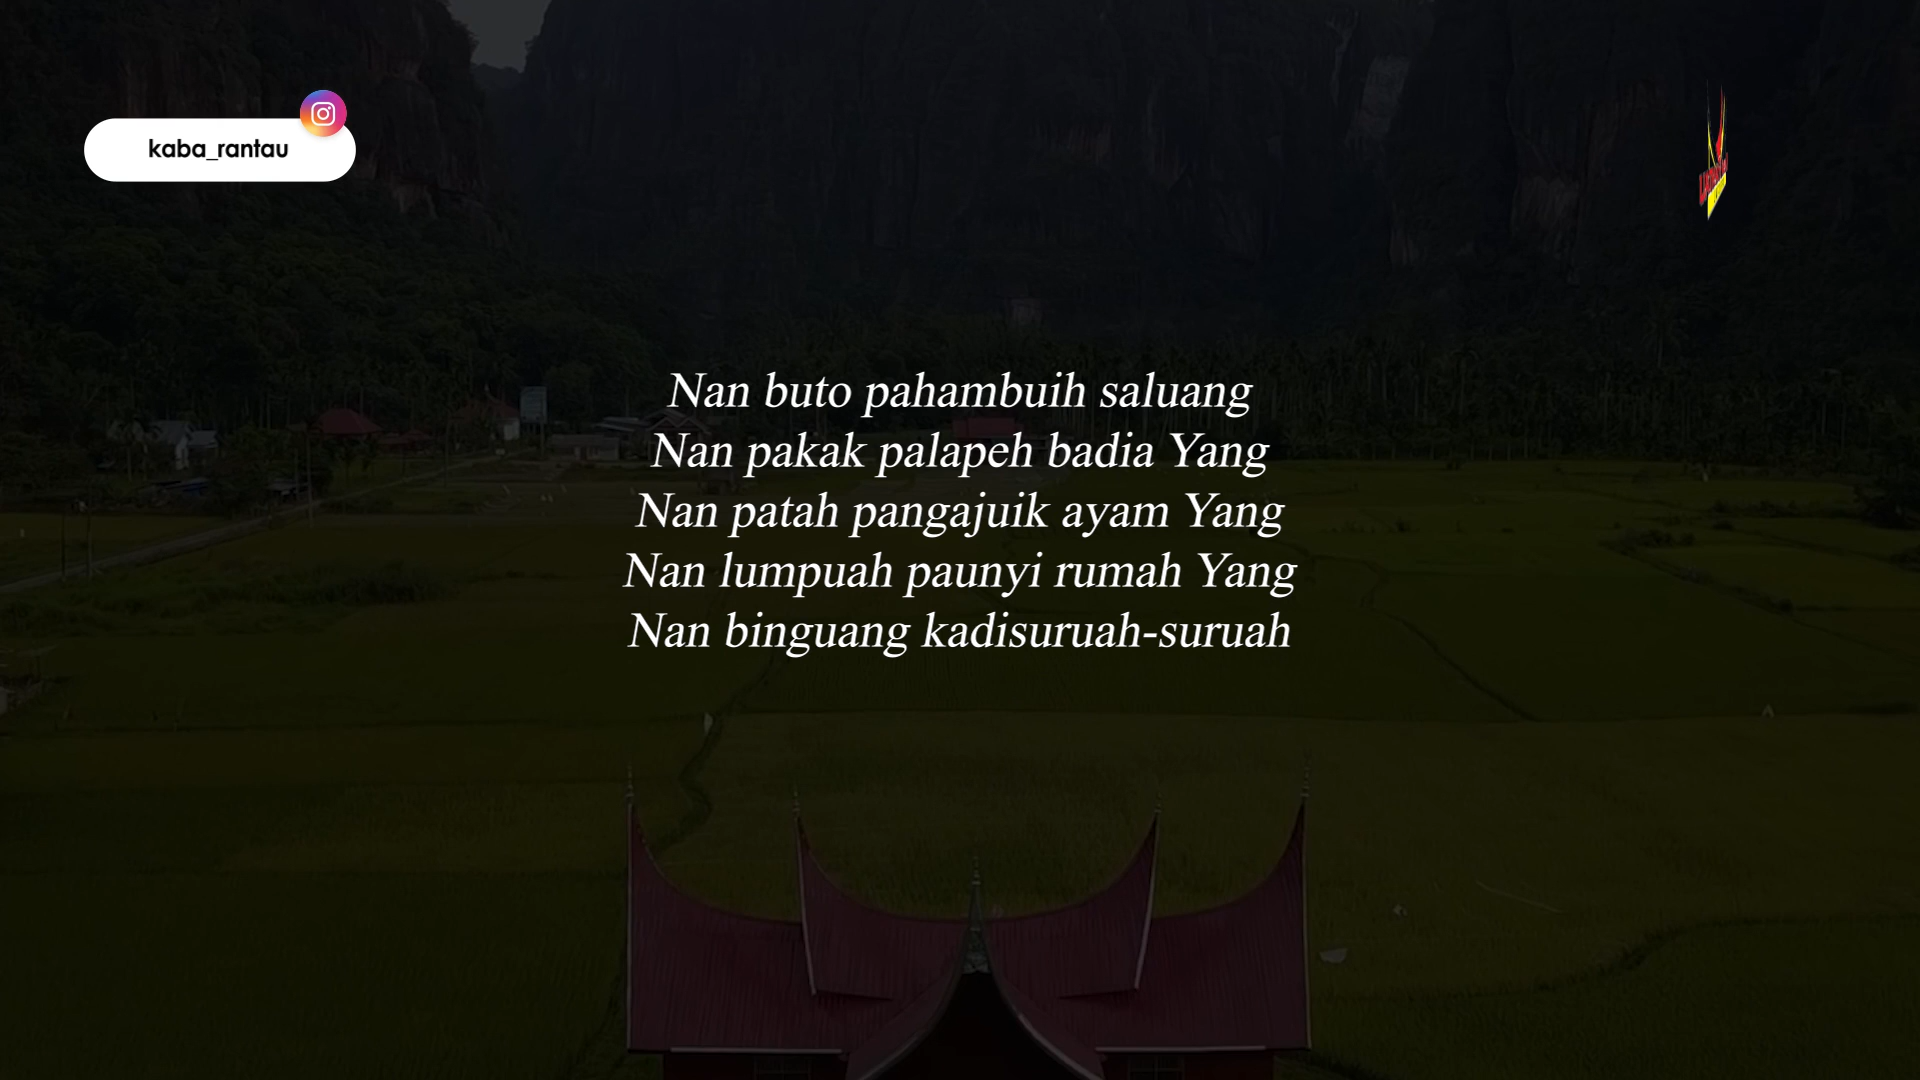 kaba_rantau
Nan buto pahambuih saluang
Nan pakak palapeh badia Yang
Nan patah pangajuik ayam Yang
Nan lumpuah paunyi rumah Yang
Nan binguang kadisuruah-suruah